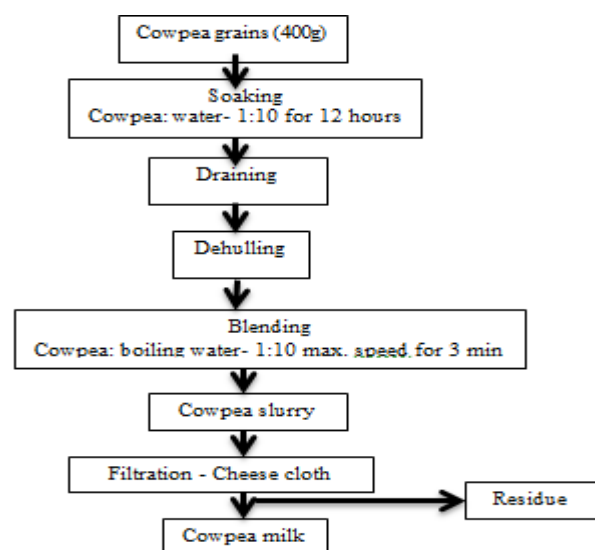 Cowpea grains (400g)
Soaking
Cowpea: water- 1:10 for 12 hours
Draining
Dehulling
Blending
Cowpea: boiling water- 1:10 max. speed for 3 min
Cowpea slurry
Filtration - Cheese cloth
Residue
Cowpea milk